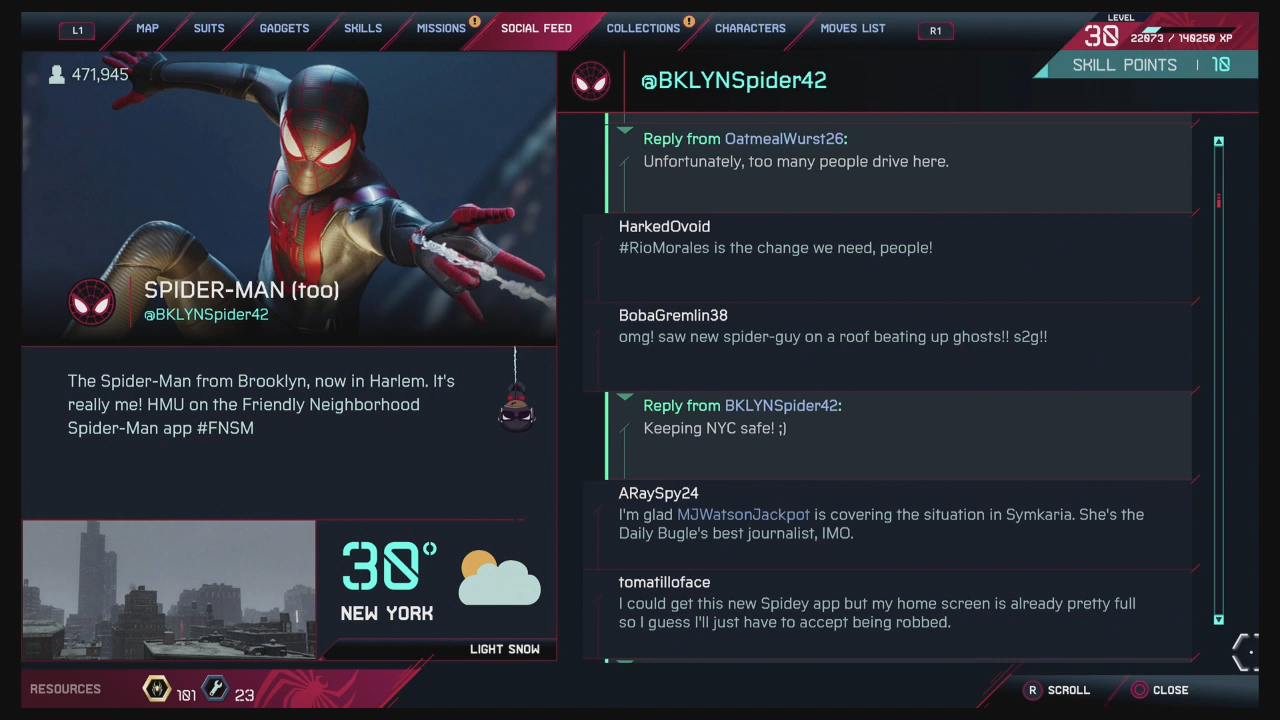 L1
MAP
SUITS
GADGETS
SKILLS
MISSIONS
!
SOCIAL FEED
COLLECTIONS
!
CHARACTERS
MOVES LIST
R1
LEVEL
30
22073 / 140250 XP
SKILL POINTS | 10
471,945
SPIDER-MAN (too)
@BKLYNSpider42
The Spider-Man from Brooklyn, now in Harlem. It's
really me! HMU on the Friendly Neighborhood
Spider-Man app #FNSM
30°
NEW YORK
LIGHT SNOW
@BKLYNSpider42
Reply from OatmealWurst26:
Unfortunately, too many people drive here.
HarkedOvoid
#RioMorales is the change we need, people!
BobaGremlin38
omg! saw new spider-guy on a roof beating up ghosts!! s2g!!
Reply from BKLYNSpider42:
Keeping NYC safe! ;)
ARaySpy24
I'm glad MJWatsonJackpot is covering the situation in Symkaria. She's the
Daily Bugle's best journalist, IMO.
tomatilloface
I could get this new Spidey app but my home screen is already pretty full
so I guess I'll just have to accept being robbed.
RESOURCES
101
23
R SCROLL
CLOSE